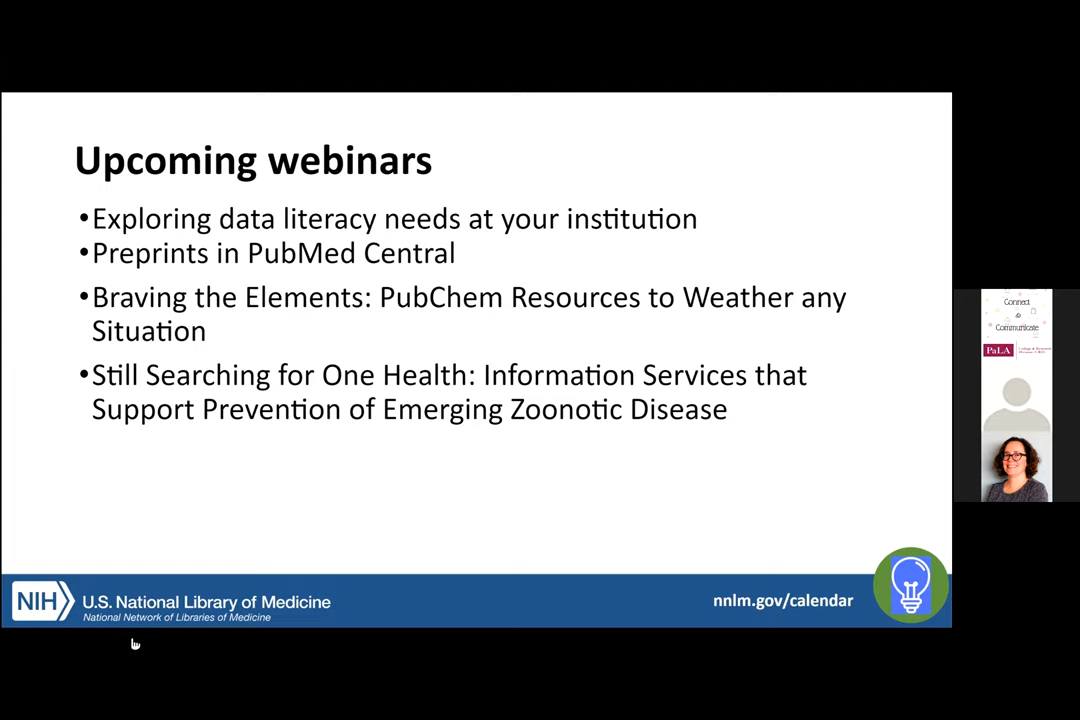 Upcoming webinars
•Exploring data literacy needs at your institution
•Preprints in PubMed Central
•Braving the Elements: PubChem Resources to Weather any
Situation
•Still Searching for One Health: Information Services that
Support Prevention of Emerging Zoonotic Disease
NIH
U.S. National Library of Medicine
National Network of Libraries of Medicine
nnlm.gov/calendar
Connect
Communicate
PaLA
College & Research